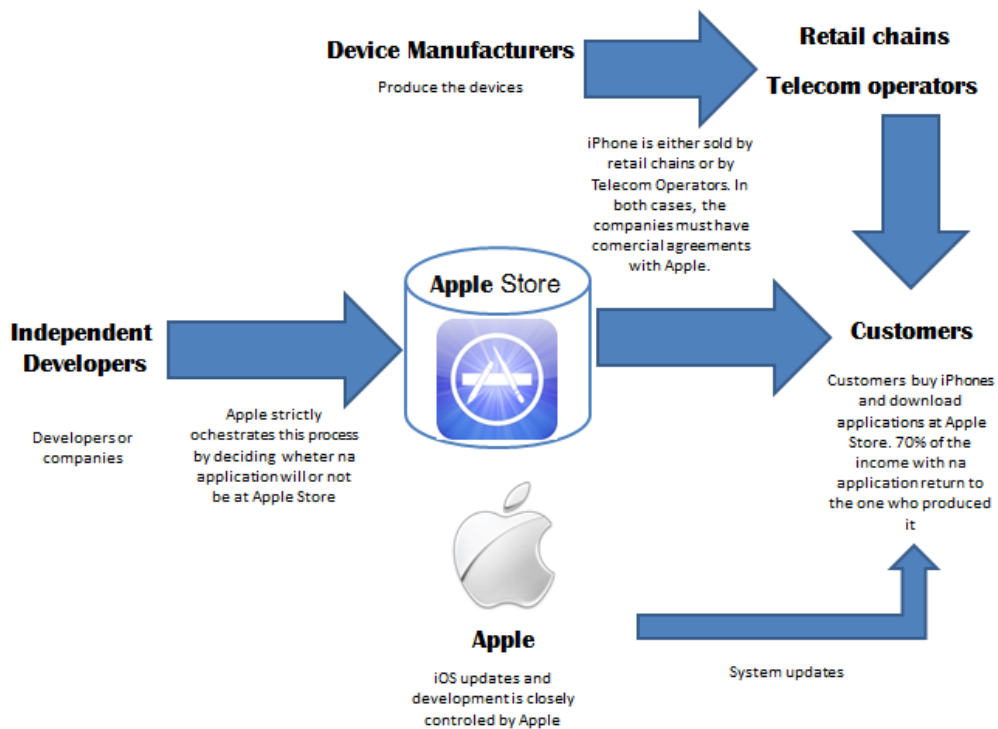 Device Manufacturers
Produce the devices
Retail chains
Telecom operators
iPhone is either sold by
retail chains or by
Telecom Operators. In
both cases, the
companies must have
comercial agreements
with Apple.
Independent
Developers
Developers or
companies
Apple strictly
ochestrates this process
by deciding wheter na
application will or not
be at Apple Store
Apple Store
Customers
Customers buy iPhones
and download
applications at Apple
Store. 70% of the
income with na
application return to
the one who produced
it
Apple
iOS updates and
development is closely
controled by Apple
System updates